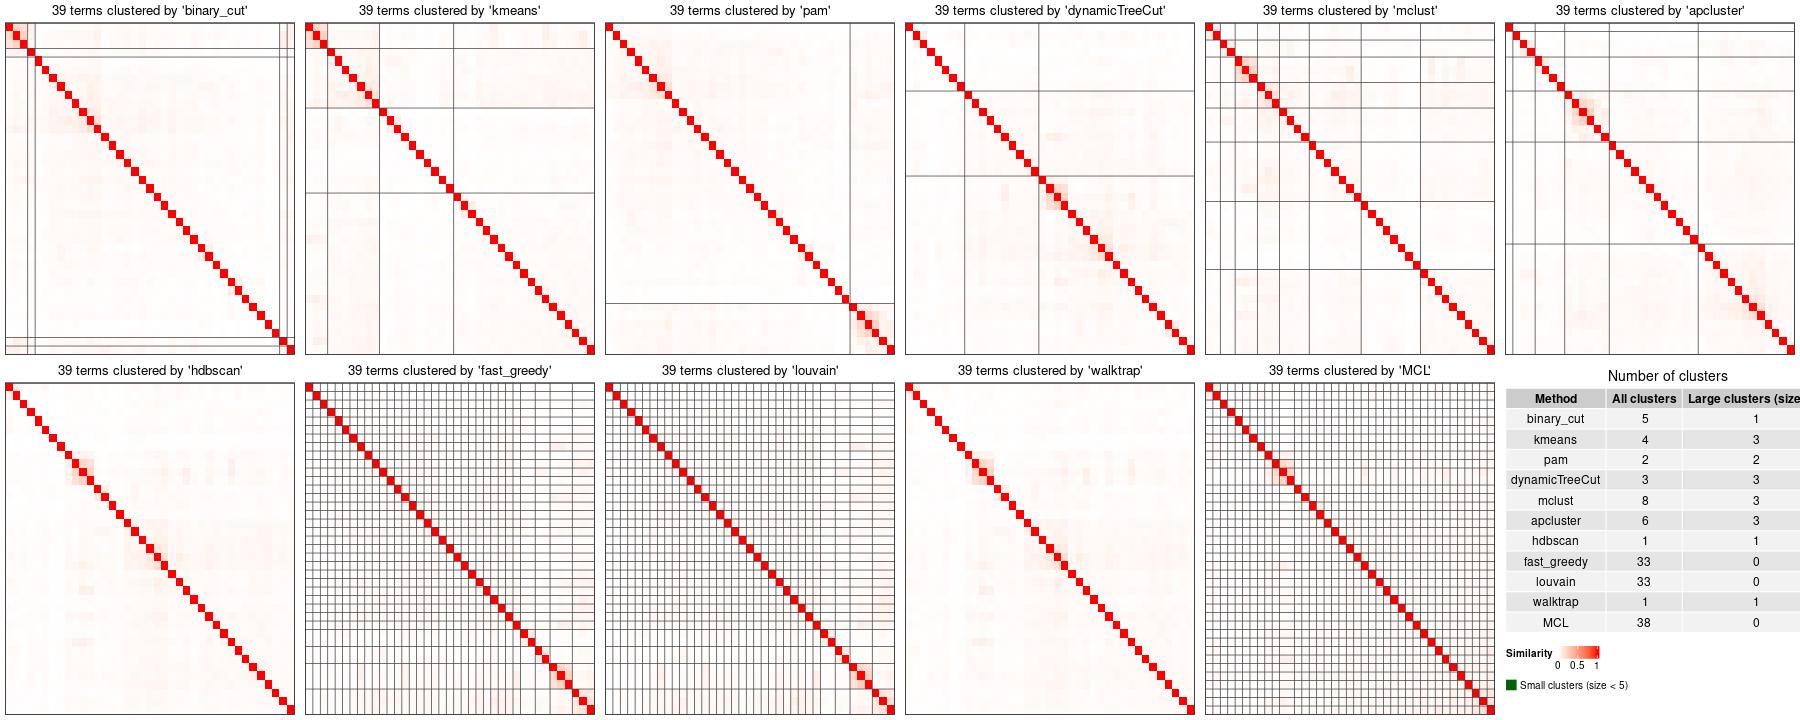 39 terms clustered by 'binary_cut'
39 terms clustered by 'kmeans'
39 terms clustered by 'pam'
39 terms clustered by 'dynamicTreeCut'
39 terms clustered by 'mclust'
39 terms clustered by 'apcluster'
39 terms clustered by 'hdbscan'
39 terms clustered by 'fast_greedy'
39 terms clustered by 'louvain'
39 terms clustered by 'walktrap'
39 terms clustered by 'MCL'
Number of clusters
Method All clusters Large clusters (size
binary_cut 5 1
kmeans 4 3
pam 2 2
dynamicTreeCut 3 3
mclust 8 3
apcluster 6 3
hdbscan 1 1
fast_greedy 33 0
louvain 33 0
walktrap 1 1
MCL 38 0
Similarity
0 0.5 1
Small clusters (size < 5)